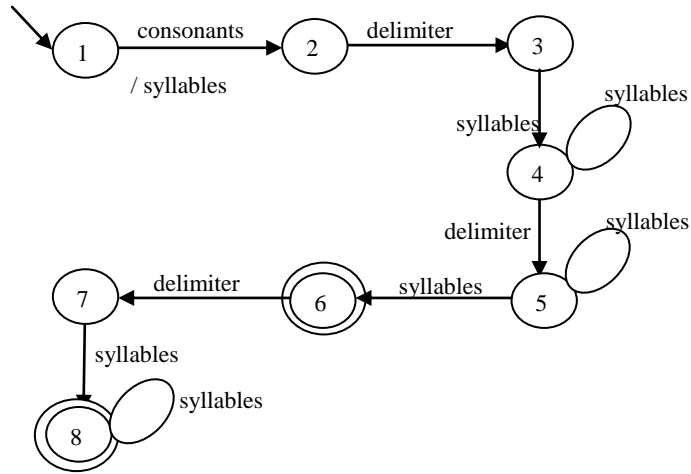 consonants
delimiter
1
2
3
/ syllables
syllables
syllables
4
delimiter
syllables
7
delimiter
6
syllables
5
syllables
syllables
8